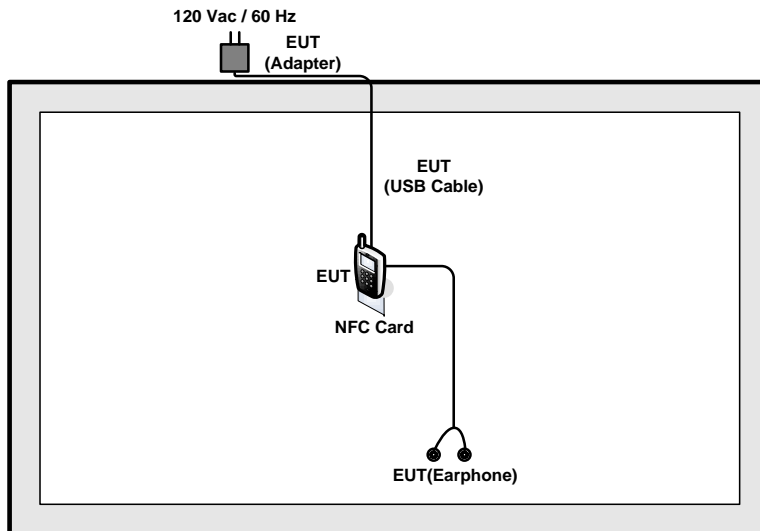 120 Vac / 60 Hz
EUT
(Adapter)
EUT
(USB Cable)
EUT
NFC Card
EUT(Earphone)